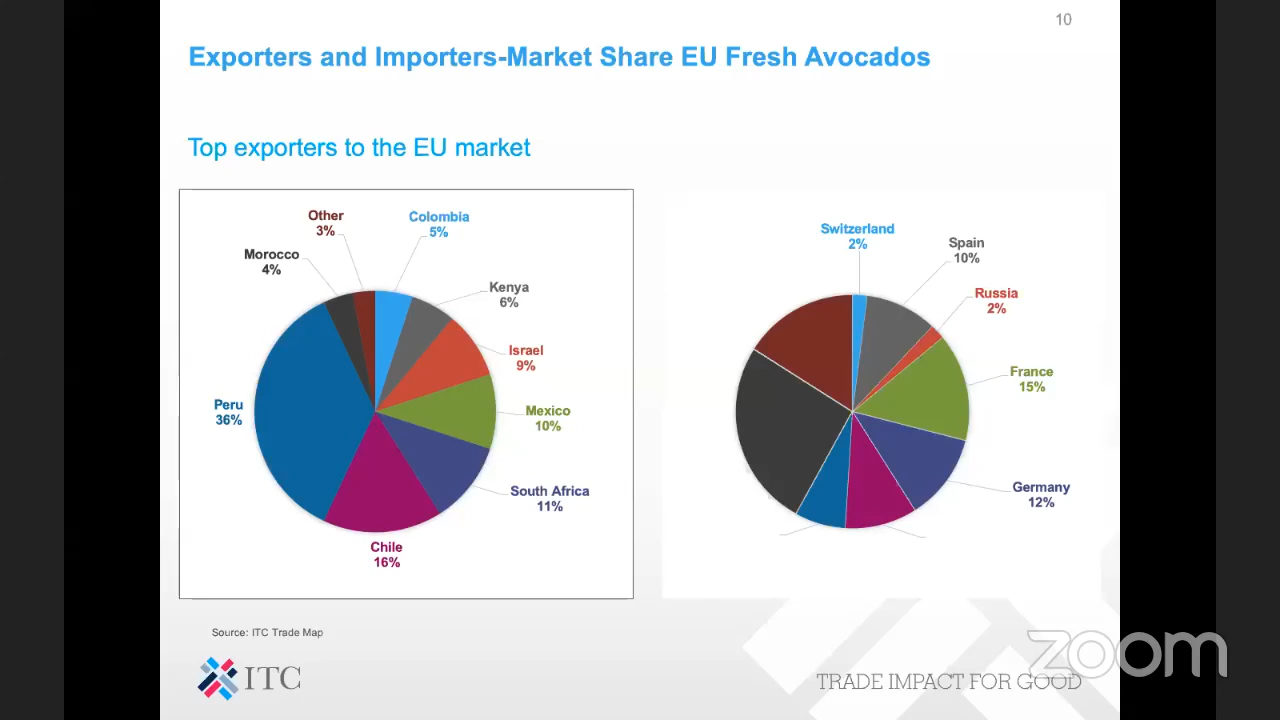 10
Exporters and Importers-Market Share EU Fresh Avocados
Top exporters to the EU market
Other
3%
Colombia
5%
Morocco
4%
Kenya
6%
Israel
9%
Peru
36%
Mexico
10%
South Africa
11%
Chile
16%
Switzerland
2%
Spain
10%
Russia
2%
France
15%
Germany
12%
Source: ITC Trade Map
ITC
TRADE IMPACT FOR GOOD
zoom